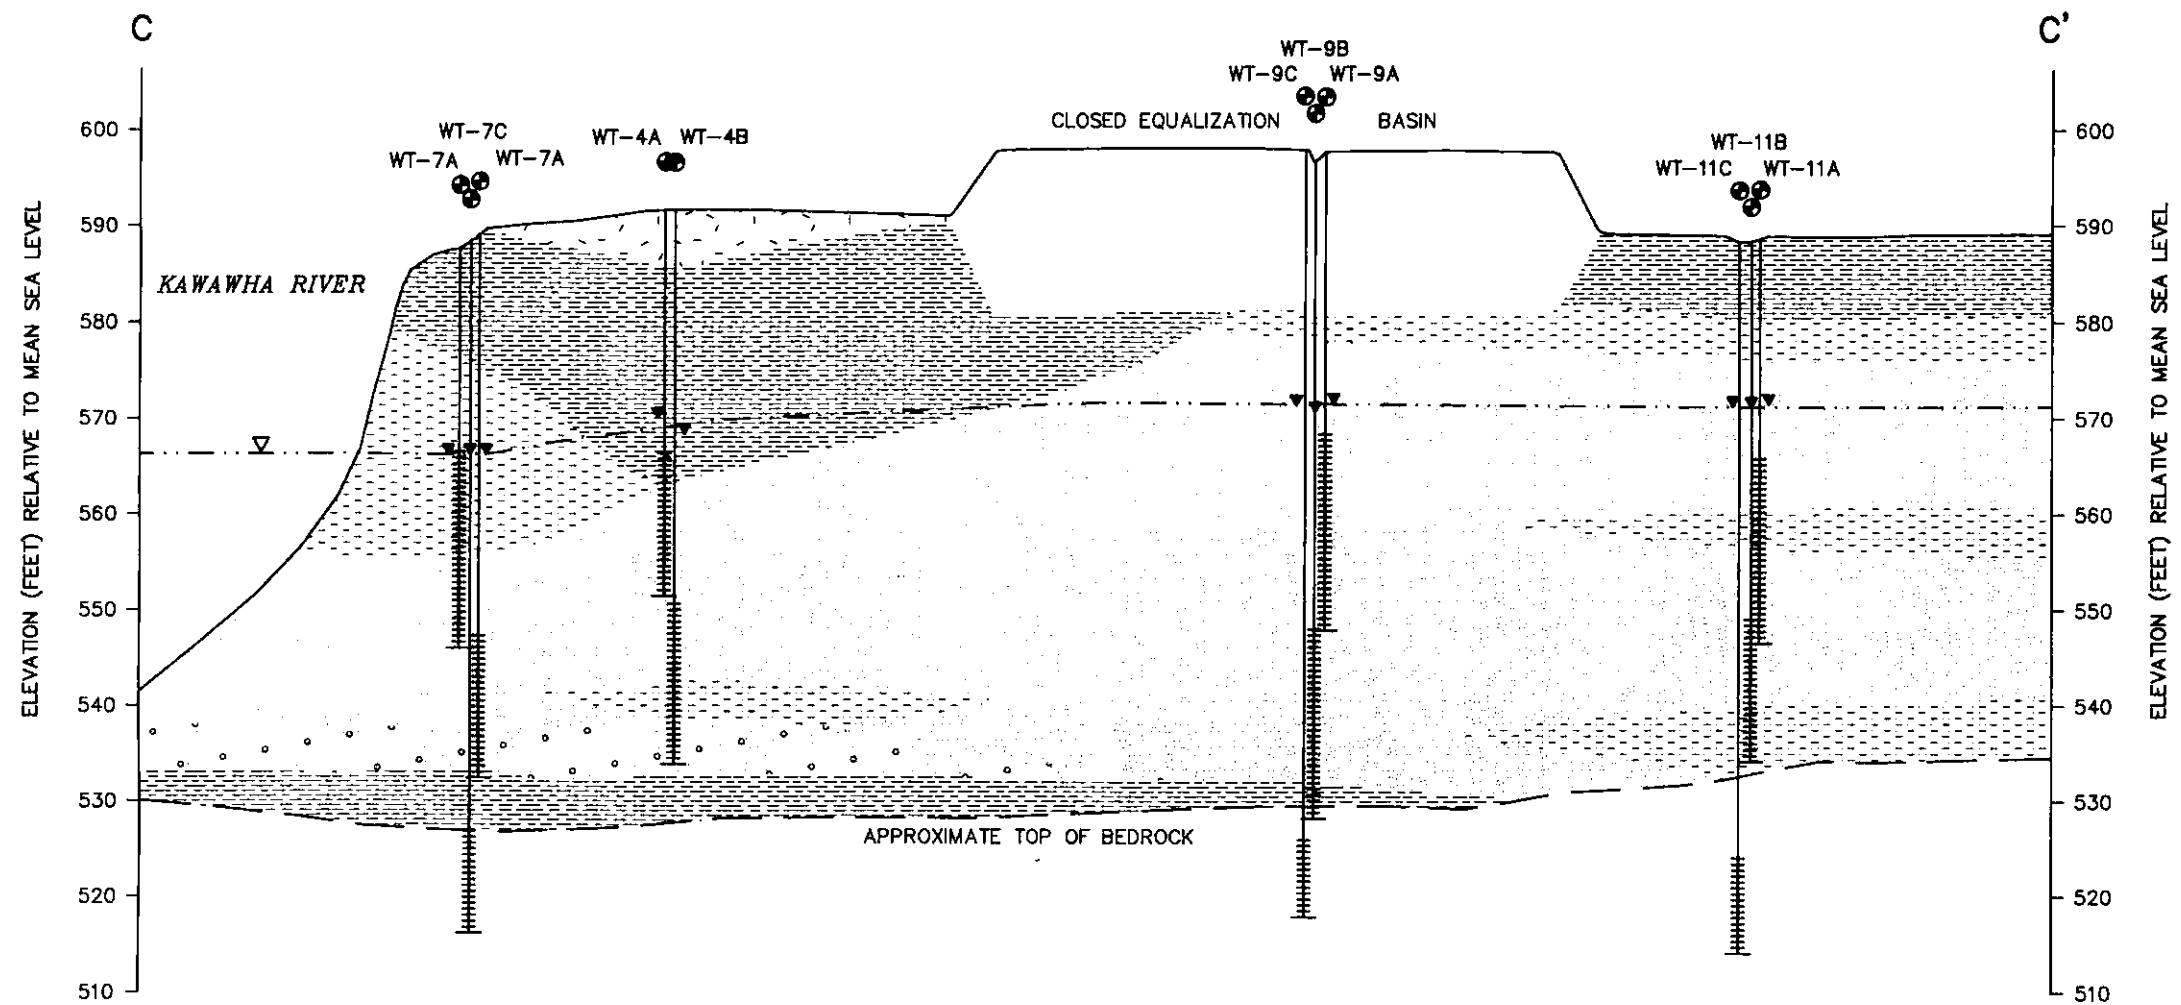 C
C'
WT-9B
WT-9C
WT-9A
CLOSED EQUALIZATION BASIN
WT-7C
WT-7A
WT-7A
WT-4A
WT-4B
WT-11B
WT-11C
WT-11A
KAWAWHA RIVER
ELEVATION (FEET) RELATIVE TO MEAN SEA LEVEL
600
590
580
570
560
550
540
530
520
510
APPROXIMATE TOP OF BEDROCK
600
590
580
570
560
550
540
530
520
510
ELEVATION (FEET) RELATIVE TO MEAN SEA LEVEL